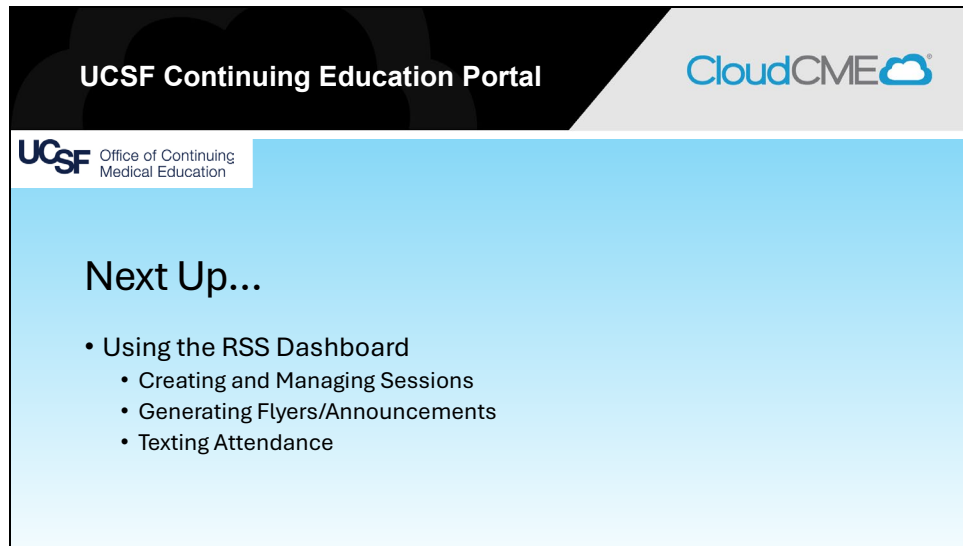 UCSF Continuing Education Portal
CloudCME®
UCSF Office of Continuing
Medical Education
Next Up...
• Using the RSS Dashboard
• Creating and Managing Sessions
• Generating Flyers/Announcements
• Texting Attendance